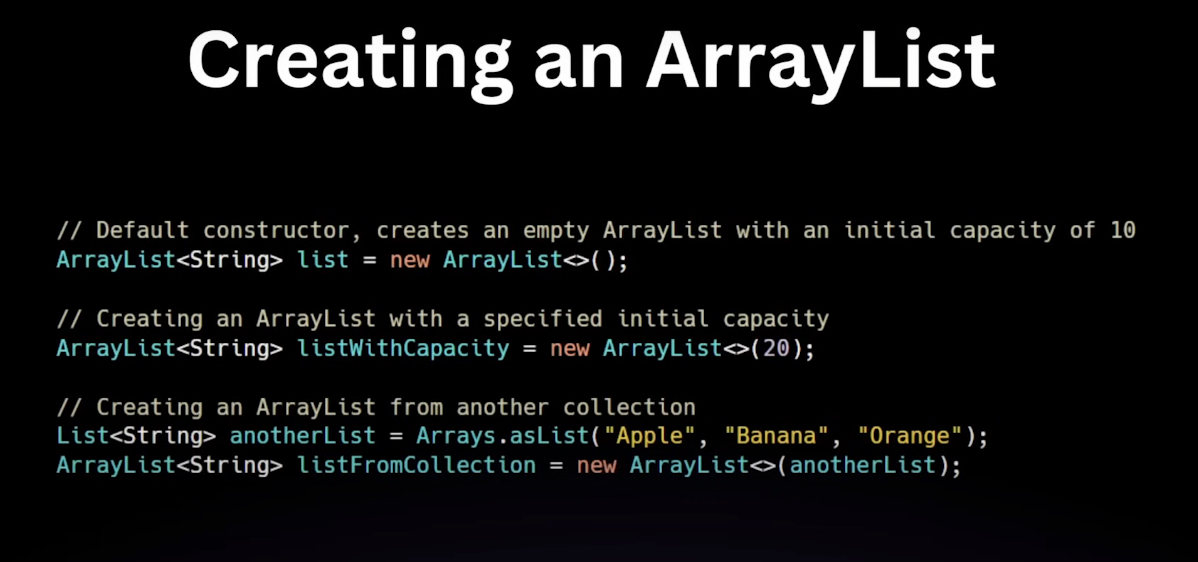 Creating an ArrayList
// Default constructor, creates an empty ArrayList with an initial capacity of 10
ArrayList<String> list = new ArrayList<>();
// Creating an ArrayList with a specified initial capacity
ArrayList<String> listWithCapacity = new ArrayList<>(20);
// Creating an ArrayList from another collection
List<String> anotherList = Arrays.asList("Apple", "Banana", "Orange");
ArrayList<String> listFromCollection = new ArrayList<>(anotherList);